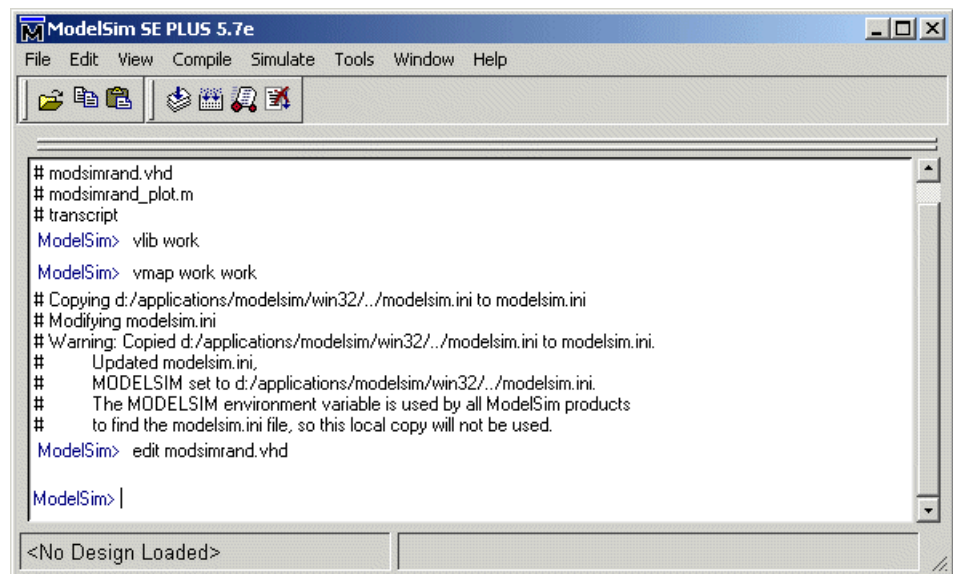 ModelSim SE PLUS 5.7e
File Edit View Compile Simulate Tools Window Help
# modsimrand.vhd
# modsimrand_plot.m
# transcript
ModelSim> vlib work
ModelSim> vmap work work
# Copying d:/applications/modelsim/win32/../modelsim.ini to modelsim.ini
# Modifying modelsim.ini
# Warning: Copied d:/applications/modelsim/win32/../modelsim.ini to modelsim.ini.
# Updated modelsim.ini,
# MODELSIM set to d:/applications/modelsim/win32/../modelsim.ini.
# The MODELSIM environment variable is used by all ModelSim products
# to find the modelsim.ini file, so this local copy will not be used.
ModelSim> edit modsimrand.vhd
ModelSim>
<No Design Loaded>